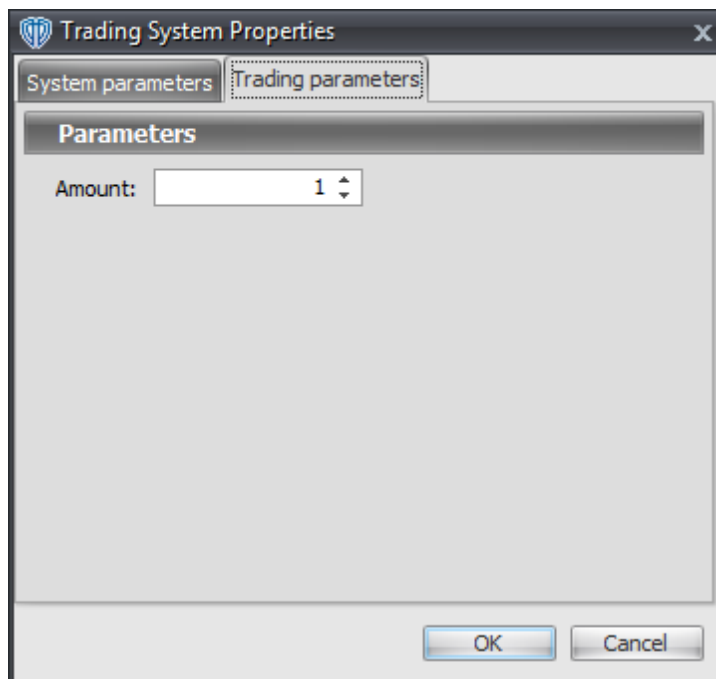 Trading System Properties
System parameters Trading parameters
Parameters
Amount: 1
OK Cancel